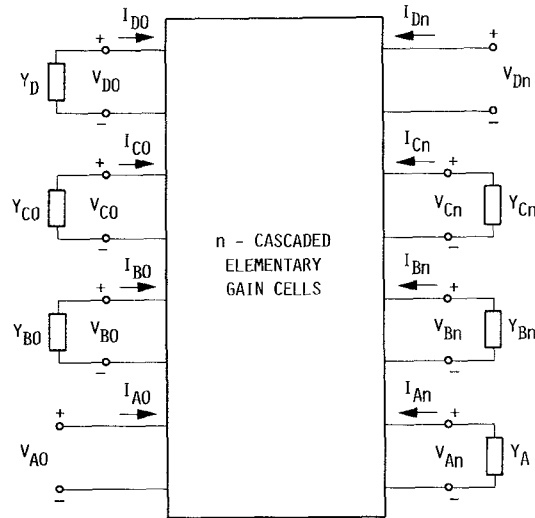 I_D0
I_Dn
+
+
Y_D
V_D0
V_Dn
−
−
I_C0
I_Cn
+
+
Y_C0
V_C0
V_Cn
Y_Cn
−
−
n - CASCADED
ELEMENTARY
GAIN CELLS
I_B0
I_Bn
+
+
Y_B0
V_B0
V_Bn
Y_Bn
−
−
I_A0
I_An
+
+
V_A0
V_An
Y_A
−
−